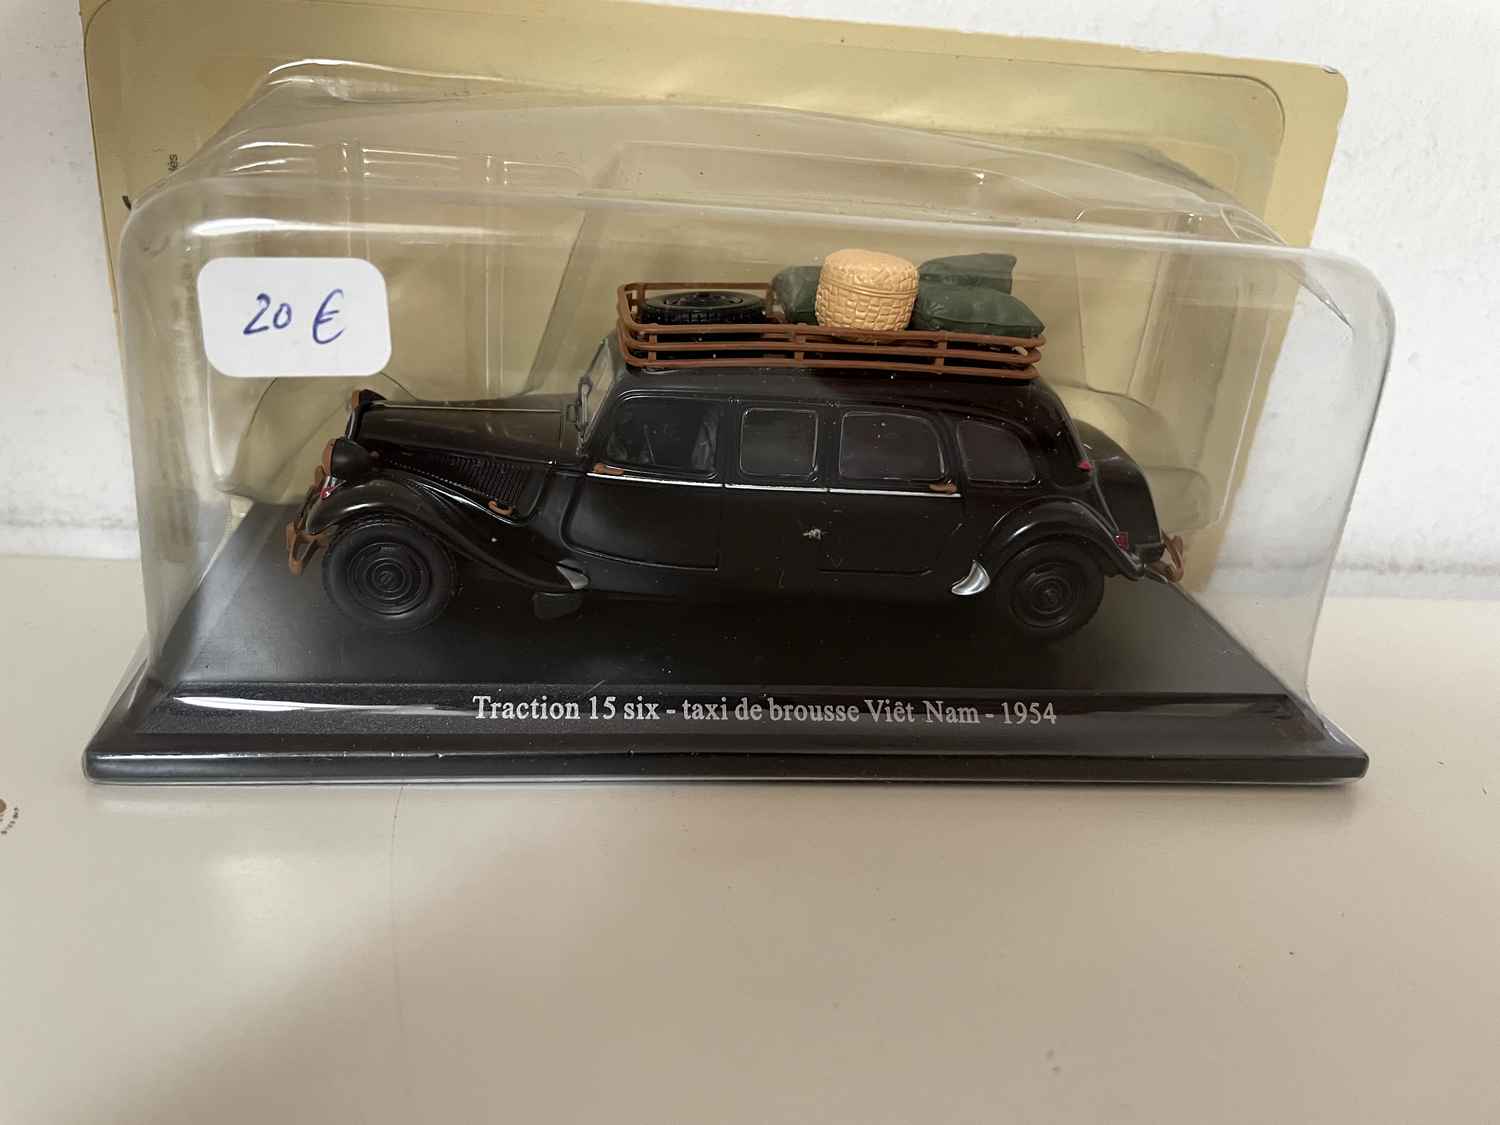 20 €
Traction 15 six - taxi de brousse Viêt Nam - 1954